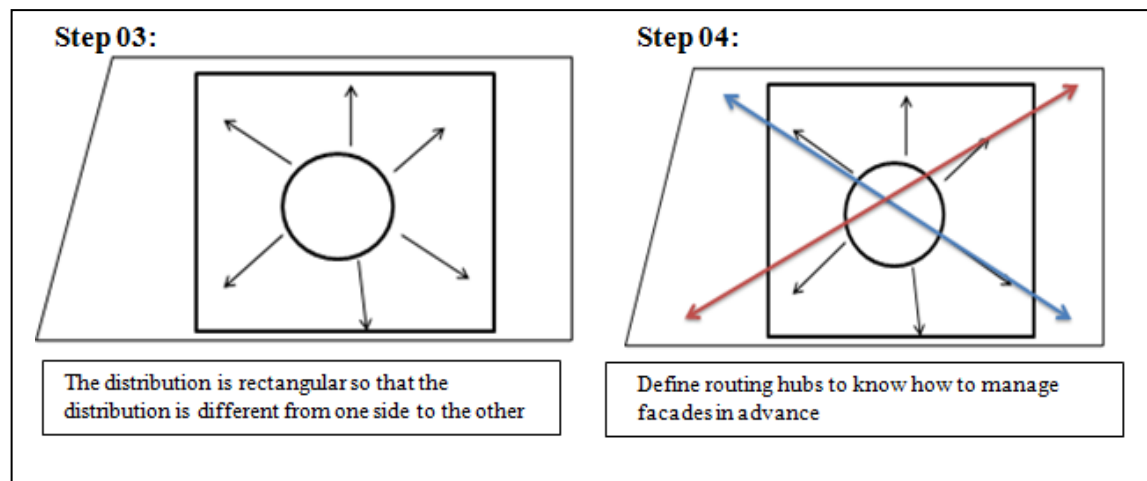 Step 03:
The distribution is rectangular so that the
distribution is different from one side to the other
Step 04:
Define routing hubs to know how to manage
facades in advance